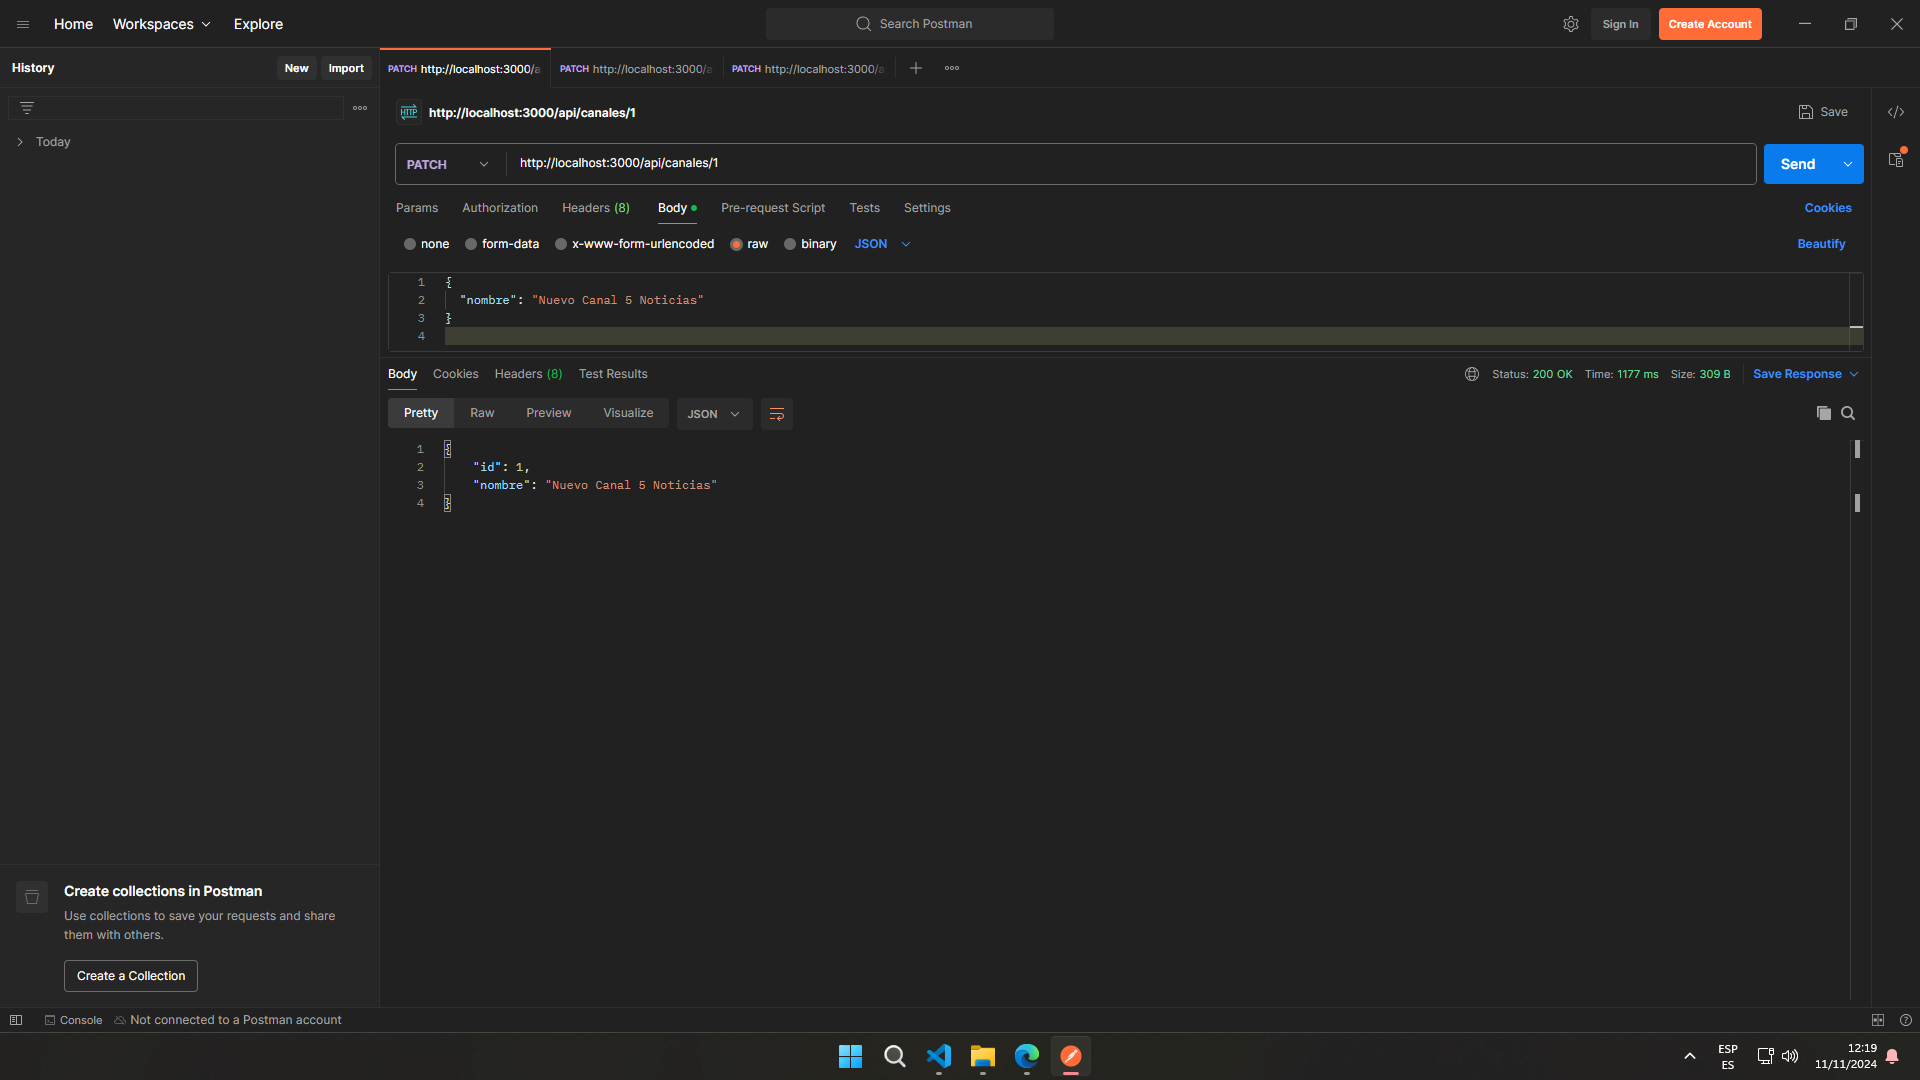 Home
Workspaces
Explore
Search Postman
Sign In
Create Account
History
New
Import
PATCH http://localhost:3000/a
PATCH http://localhost:3000/a
PATCH http://localhost:3000/a
Today
HTTP
http://localhost:3000/api/canales/1
Save
PATCH
http://localhost:3000/api/canales/1
Send
Params
Authorization
Headers (8)
Body
Pre-request Script
Tests
Settings
Cookies
none
form-data
x-www-form-urlencoded
raw
binary
JSON
Beautify
1 {
2 "nombre": "Nuevo Canal 5 Noticias"
3 }
4
Body
Cookies
Headers (8)
Test Results
Status: 200 OK
Time: 1177 ms
Size: 309 B
Save Response
Pretty
Raw
Preview
Visualize
JSON
1 {
2 "id": 1,
3 "nombre": "Nuevo Canal 5 Noticias"
4 }
Create collections in Postman
Use collections to save your requests and share
them with others.
Create a Collection
Console
Not connected to a Postman account
ESP
ES
12:19
11/11/2024